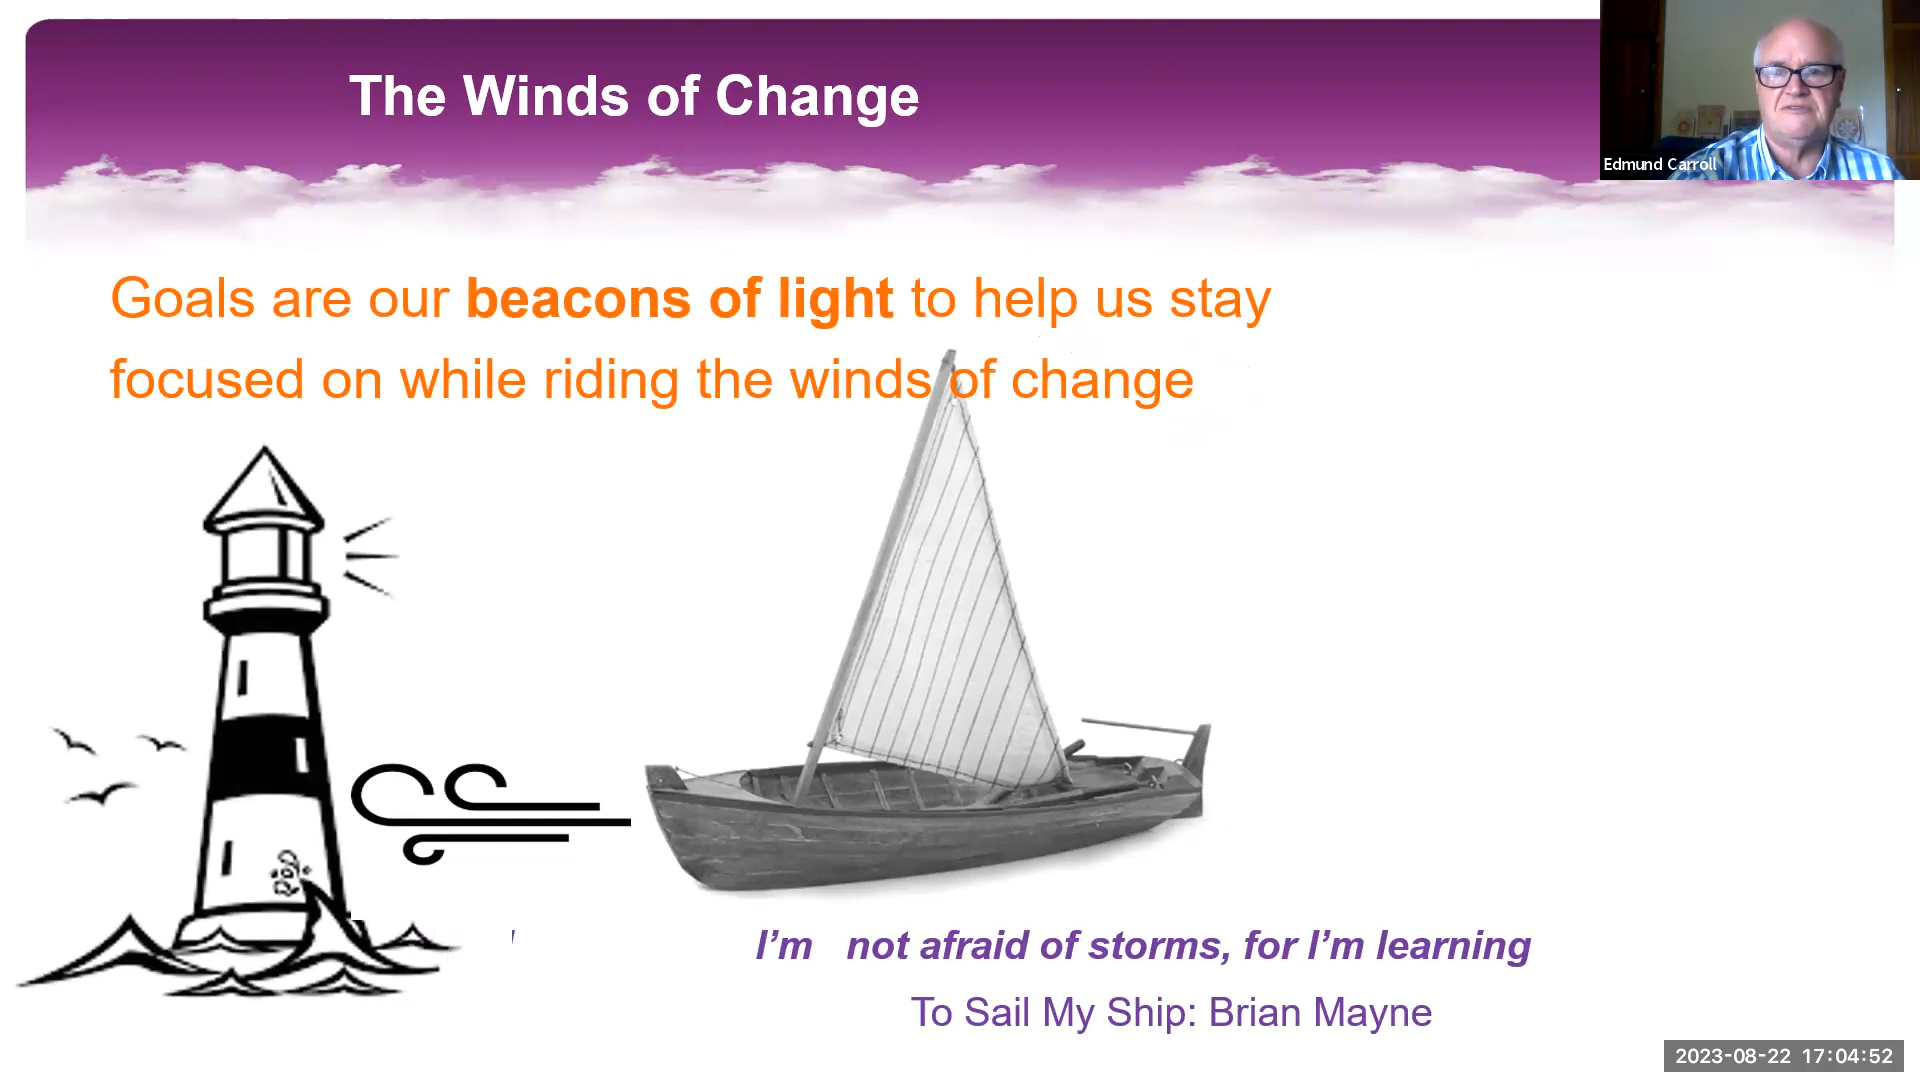 The Winds of Change
Edmund Carroll
Goals are our beacons of light to help us stay
focused on while riding the winds of change
I’m not afraid of storms, for I’m learning
To Sail My Ship: Brian Mayne
2023-08-22 17:04:52